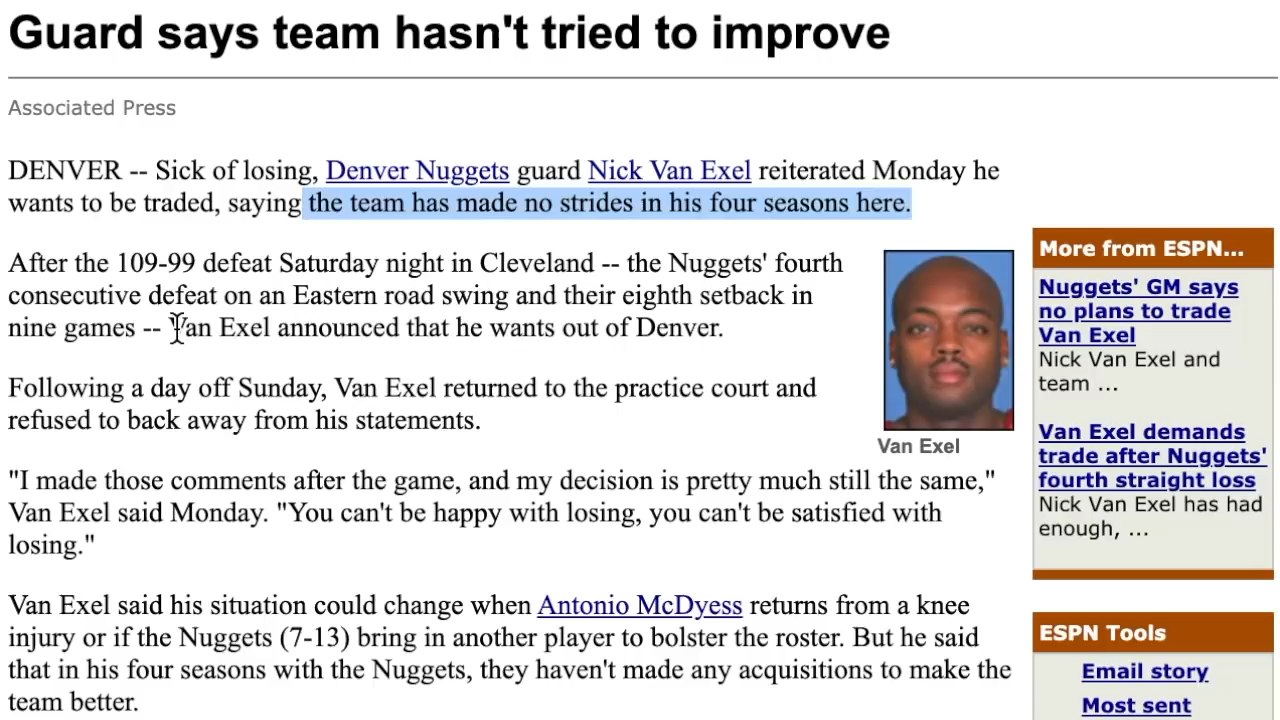 Guard says team hasn't tried to improve
Associated Press
DENVER -- Sick of losing, Denver Nuggets guard Nick Van Exel reiterated Monday he
wants to be traded, saying the team has made no strides in his four seasons here.
After the 109-99 defeat Saturday night in Cleveland -- the Nuggets' fourth
consecutive defeat on an Eastern road swing and their eighth setback in
nine games -- Van Exel announced that he wants out of Denver.
Following a day off Sunday, Van Exel returned to the practice court and
refused to back away from his statements.
Van Exel
"I made those comments after the game, and my decision is pretty much still the same,"
Van Exel said Monday. "You can't be happy with losing, you can't be satisfied with
losing."
Van Exel said his situation could change when Antonio McDyess returns from a knee
injury or if the Nuggets (7-13) bring in another player to bolster the roster. But he said
that in his four seasons with the Nuggets, they haven't made any acquisitions to make the
team better.
More from ESPN...
Nuggets' GM says
no plans to trade
Van Exel
Nick Van Exel and
team ...
Van Exel demands
trade after Nuggets'
fourth straight loss
Nick Van Exel has had
enough, ...
ESPN Tools
Email story
Most sent